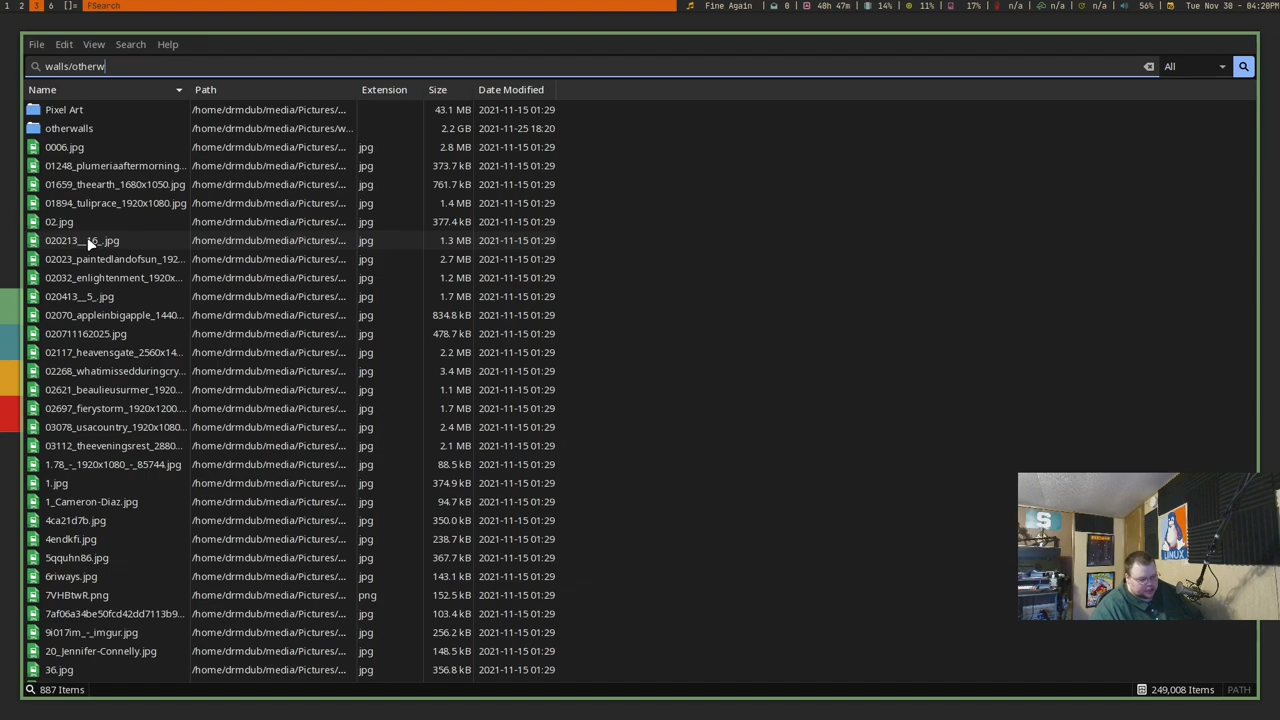 1 2 3 6 []= FSearch Fine Again | 0 | 40h 47m | 14% | 11% | 17% | n/a | n/a | n/a | 56% | Tue Nov 30 - 04:20PM
File Edit View Search Help
walls/otherw All
Name Path Extension Size Date Modified
Pixel Art /home/drmdub/media/Pictures/... 43.1 MB 2021-11-15 01:29
otherwalls /home/drmdub/media/Pictures/w... 2.2 GB 2021-11-25 18:20
0006.jpg /home/drmdub/media/Pictures/... jpg 2.8 MB 2021-11-15 01:29
01248_plumeriaaftermorning... /home/drmdub/media/Pictures/... jpg 373.7 kB 2021-11-15 01:29
01659_theearth_1680x1050.jpg /home/drmdub/media/Pictures/... jpg 761.7 kB 2021-11-15 01:29
01894_tuliprace_1920x1080.jpg /home/drmdub/media/Pictures/... jpg 1.4 MB 2021-11-15 01:29
02.jpg /home/drmdub/media/Pictures/... jpg 377.4 kB 2021-11-15 01:29
020213__16_.jpg /home/drmdub/media/Pictures/... jpg 1.3 MB 2021-11-15 01:29
02023_paintedlandofsun_192... /home/drmdub/media/Pictures/... jpg 2.7 MB 2021-11-15 01:29
02032_enlightenment_1920x... /home/drmdub/media/Pictures/... jpg 1.2 MB 2021-11-15 01:29
020413__5_.jpg /home/drmdub/media/Pictures/... jpg 1.7 MB 2021-11-15 01:29
02070_appleinbigapple_1440... /home/drmdub/media/Pictures/... jpg 834.8 kB 2021-11-15 01:29
020711162025.jpg /home/drmdub/media/Pictures/... jpg 478.7 kB 2021-11-15 01:29
02117_heavensgate_2560x14... /home/drmdub/media/Pictures/... jpg 2.2 MB 2021-11-15 01:29
02268_whatimissedduringcry... /home/drmdub/media/Pictures/... jpg 3.4 MB 2021-11-15 01:29
02621_beaulieusurmer_1920... /home/drmdub/media/Pictures/... jpg 1.1 MB 2021-11-15 01:29
02697_fierystorm_1920x1200.... /home/drmdub/media/Pictures/... jpg 1.7 MB 2021-11-15 01:29
03078_usacountry_1920x1080... /home/drmdub/media/Pictures/... jpg 2.4 MB 2021-11-15 01:29
03112_theeveningsrest_2880... /home/drmdub/media/Pictures/... jpg 2.1 MB 2021-11-15 01:29
1.78_-_1920x1080_-_85744.jpg /home/drmdub/media/Pictures/... jpg 88.5 kB 2021-11-15 01:29
1.jpg /home/drmdub/media/Pictures/... jpg 374.9 kB 2021-11-15 01:29
1_Cameron-Diaz.jpg /home/drmdub/media/Pictures/... jpg 94.7 kB 2021-11-15 01:29
4ca21d7b.jpg /home/drmdub/media/Pictures/... jpg 350.0 kB 2021-11-15 01:29
4endkfi.jpg /home/drmdub/media/Pictures/... jpg 238.7 kB 2021-11-15 01:29
5qquhn86.jpg /home/drmdub/media/Pictures/... jpg 367.7 kB 2021-11-15 01:29
6riways.jpg /home/drmdub/media/Pictures/... jpg 143.1 kB 2021-11-15 01:29
7VHBtwR.png /home/drmdub/media/Pictures/... png 152.5 kB 2021-11-15 01:29
7af06a34be50fcd42dd7113b9... /home/drmdub/media/Pictures/... jpg 103.4 kB 2021-11-15 01:29
9i017im_-_imgur.jpg /home/drmdub/media/Pictures/... jpg 256.2 kB 2021-11-15 01:29
20_Jennifer-Connelly.jpg /home/drmdub/media/Pictures/... jpg 148.5 kB 2021-11-15 01:29
36.jpg /home/drmdub/media/Pictures/... jpg 356.8 kB 2021-11-15 01:29
887 Items 249,008 Items PATH
S
LINUX